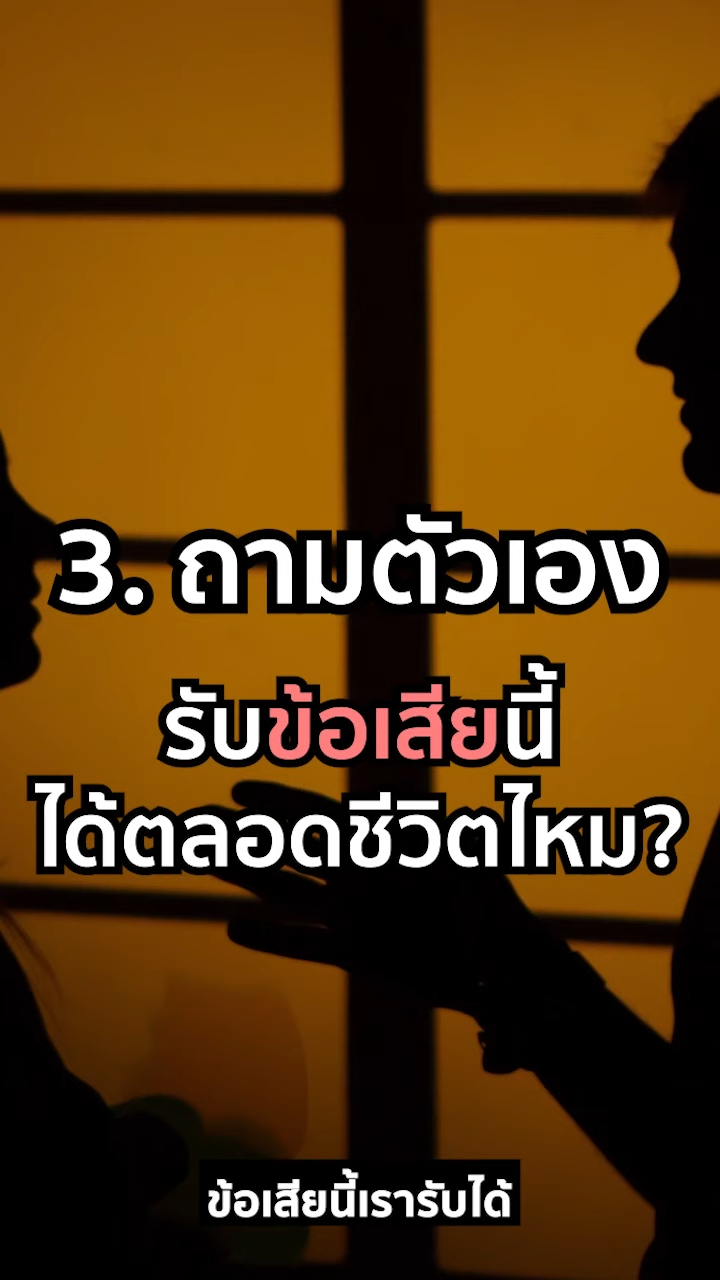 3. ถามตัวเอง
รับข้อเสียนี้
ได้ตลอดชีวิตไหม?
ข้อเสียนี้เรารับได้